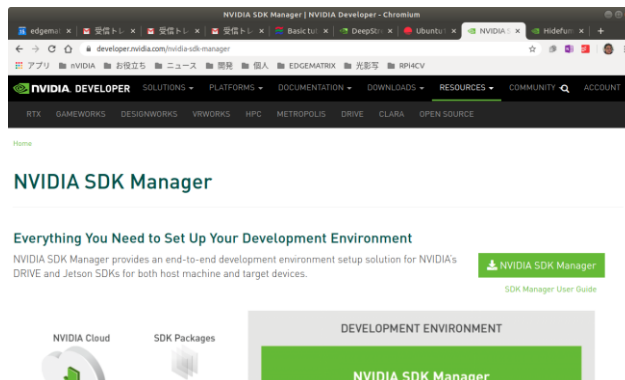 NVIDIA SDK Manager | NVIDIA Developer - Chromium
edgemat × 受信トレ × 受信トレ × 受信トレ × Basic tut × DeepStr × Ubuntu × NVIDIA S × Hidefum × +
developer.nvidia.com/nvidia-sdk-manager
アプリ nVIDIA お役立ち ニュース 開発 個人 EDGEMATRIX 光影写 RPi4CV
NVIDIA. DEVELOPER SOLUTIONS PLATFORMS DOCUMENTATION DOWNLOADS RESOURCES COMMUNITY ACCOUNT
RTX GAMEWORKS DESIGNWORKS VRWORKS HPC METROPOLIS DRIVE CLARA OPEN SOURCE
Home
NVIDIA SDK Manager
Everything You Need to Set Up Your Development Environment
NVIDIA SDK Manager provides an end-to-end development environment setup solution for NVIDIA's
DRIVE and Jetson SDKs for both host machine and target devices.
NVIDIA SDK Manager
SDK Manager User Guide
DEVELOPMENT ENVIRONMENT
NVIDIA Cloud SDK Packages
NVIDIA SDK Manager